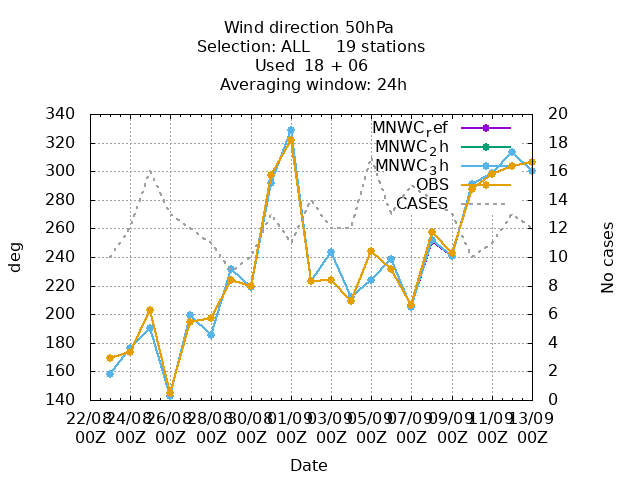 Wind direction 50hPa
Selection: ALL 19 stations
Used 18 + 06
Averaging window: 24h
340 20
320 18
300 16
280 14
260 12
240 10
220 8
200 6
180 4
160 2
140 0
MNWC_ref
MNWC_2h
MNWC_3h
OBS
CASES
deg
No cases
22/08 24/08 26/08 28/08 30/08 01/09 03/09 05/09 07/09 09/09 11/09 13/09
00Z 00Z 00Z 00Z 00Z 00Z 00Z 00Z 00Z 00Z 00Z 00Z
Date